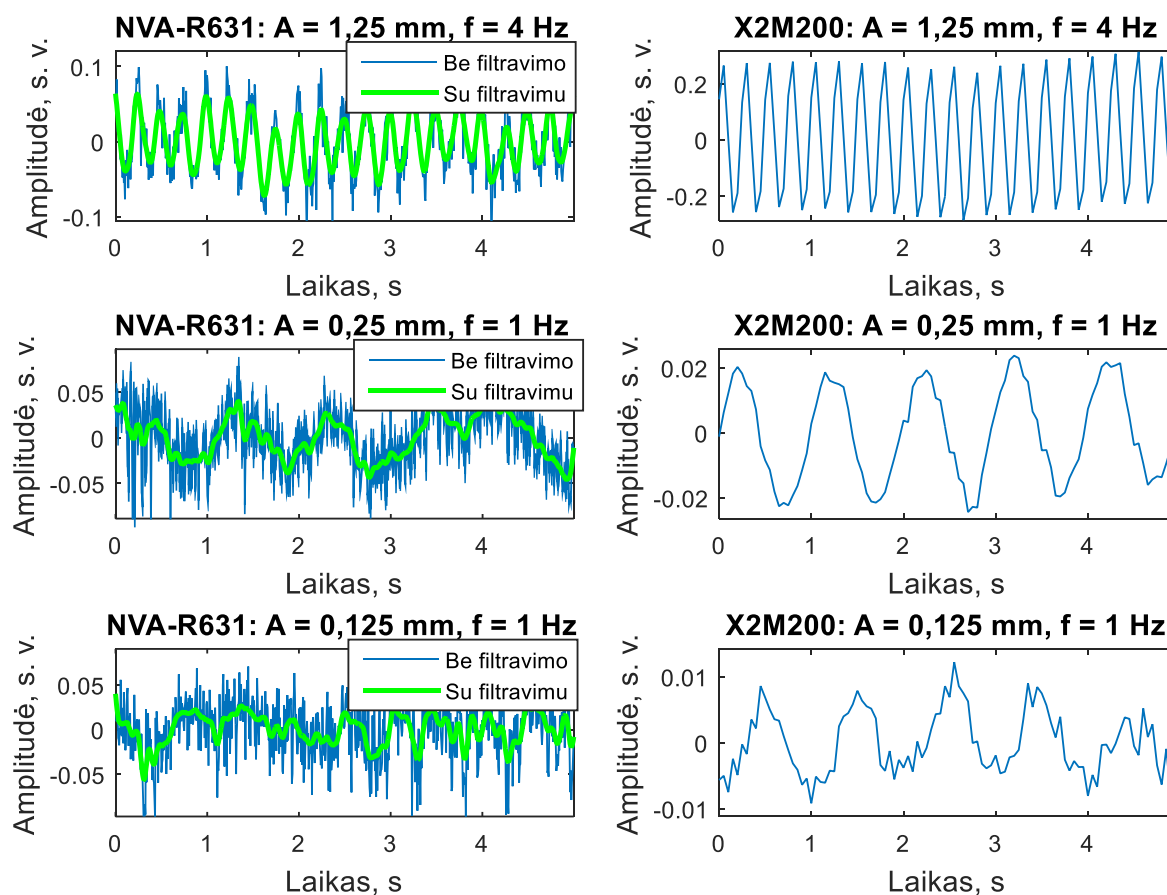 NVA-R631: A = 1,25 mm, f = 4 Hz
Amplitudė, s. v.
0.1
0
-0.1
Be filtravimo
Su filtravimu
0 1 2 3 4
Laikas, s
X2M200: A = 1,25 mm, f = 4 Hz
Amplitudė, s. v.
0.2
0
-0.2
0 1 2 3 4
Laikas, s
NVA-R631: A = 0,25 mm, f = 1 Hz
Amplitudė, s. v.
0.05
0
-0.05
Be filtravimo
Su filtravimu
0 1 2 3 4
Laikas, s
X2M200: A = 0,25 mm, f = 1 Hz
Amplitudė, s. v.
0.02
0
-0.02
0 1 2 3 4
Laikas, s
NVA-R631: A = 0,125 mm, f = 1 Hz
Amplitudė, s. v.
0.05
0
-0.05
Be filtravimo
Su filtravimu
0 1 2 3 4
Laikas, s
X2M200: A = 0,125 mm, f = 1 Hz
Amplitudė, s. v.
0.01
0
-0.01
0 1 2 3 4
Laikas, s